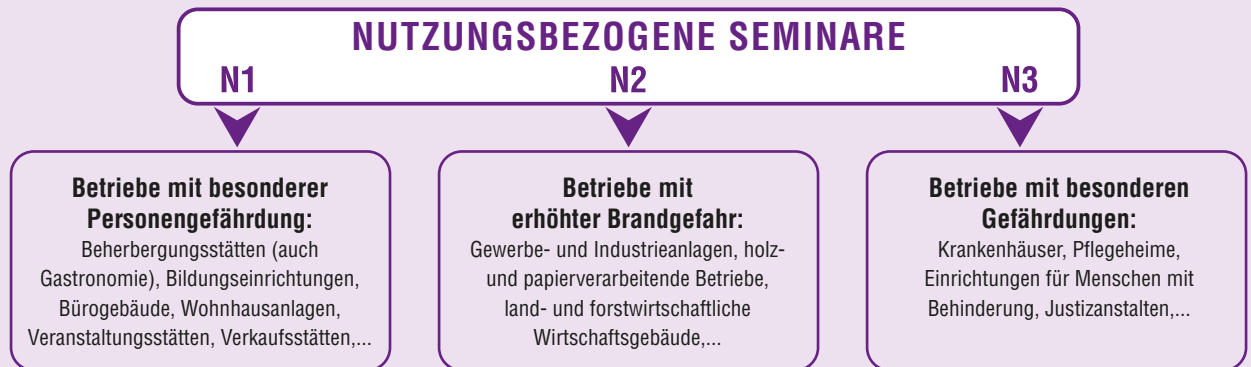 NUTZUNGSBEZOGENE SEMINARE
N1
N2
N3
Betriebe mit besonderer
Personengefährdung:
Beherbergungsstätten (auch
Gastronomie), Bildungseinrichtungen,
Bürogebäude, Wohnhausanlagen,
Veranstaltungsstätten, Verkaufsstätten,...
Betriebe mit
erhöhter Brandgefahr:
Gewerbe- und Industrieanlagen, holz-
und papierverarbeitende Betriebe,
land- und forstwirtschaftliche
Wirtschaftsgebäude,...
Betriebe mit besonderen
Gefährdungen:
Krankenhäuser, Pflegeheime,
Einrichtungen für Menschen mit
Behinderung, Justizanstalten,...